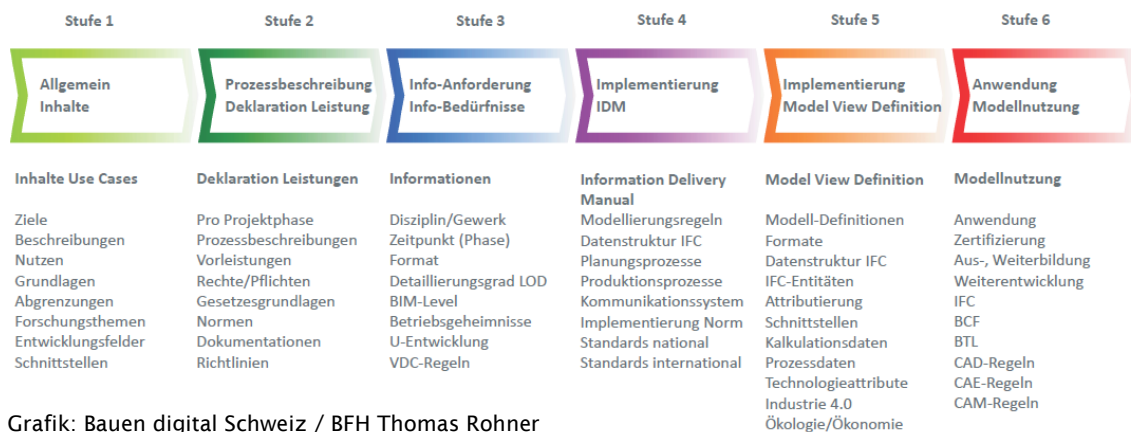 Stufe 1
Stufe 2
Stufe 3
Stufe 4
Stufe 5
Stufe 6
Allgemein
Inhalte
Prozessbeschreibung
Deklaration Leistung
Info-Anforderung
Info-Bedürfnisse
Implementierung
IDM
Implementierung
Model View Definition
Anwendung
Modellnutzung
Inhalte Use Cases
Ziele
Beschreibungen
Nutzen
Grundlagen
Abgrenzungen
Forschungsthemen
Entwicklungsfelder
Schnittstellen
Deklaration Leistungen
Pro Projektphase
Prozessbeschreibungen
Vorleistungen
Rechte/Pflichten
Gesetzesgrundlagen
Normen
Dokumentationen
Richtlinien
Informationen
Disziplin/Gewerk
Zeitpunkt (Phase)
Format
Detaillierungsgrad LOD
BIM-Level
Betriebsgeheimnisse
U-Entwicklung
VDC-Regeln
Information Delivery
Manual
Modellierungsregeln
Datenstruktur IFC
Planungsprozesse
Produktionsprozesse
Kommunikationssystem
Implementierung Norm
Standards national
Standards international
Model View Definition
Modell-Definitionen
Formate
Datenstruktur IFC
IFC-Entitäten
Attributierung
Schnittstellen
Kalkulationsdaten
Prozessdaten
Technologieattribute
Industrie 4.0
Ökologie/Ökonomie
Modellnutzung
Anwendung
Zertifizierung
Aus-, Weiterbildung
Weiterentwicklung
IFC
BCF
BTL
CAD-Regeln
CAE-Regeln
CAM-Regeln
Grafik: Bauen digital Schweiz / BFH Thomas Rohner